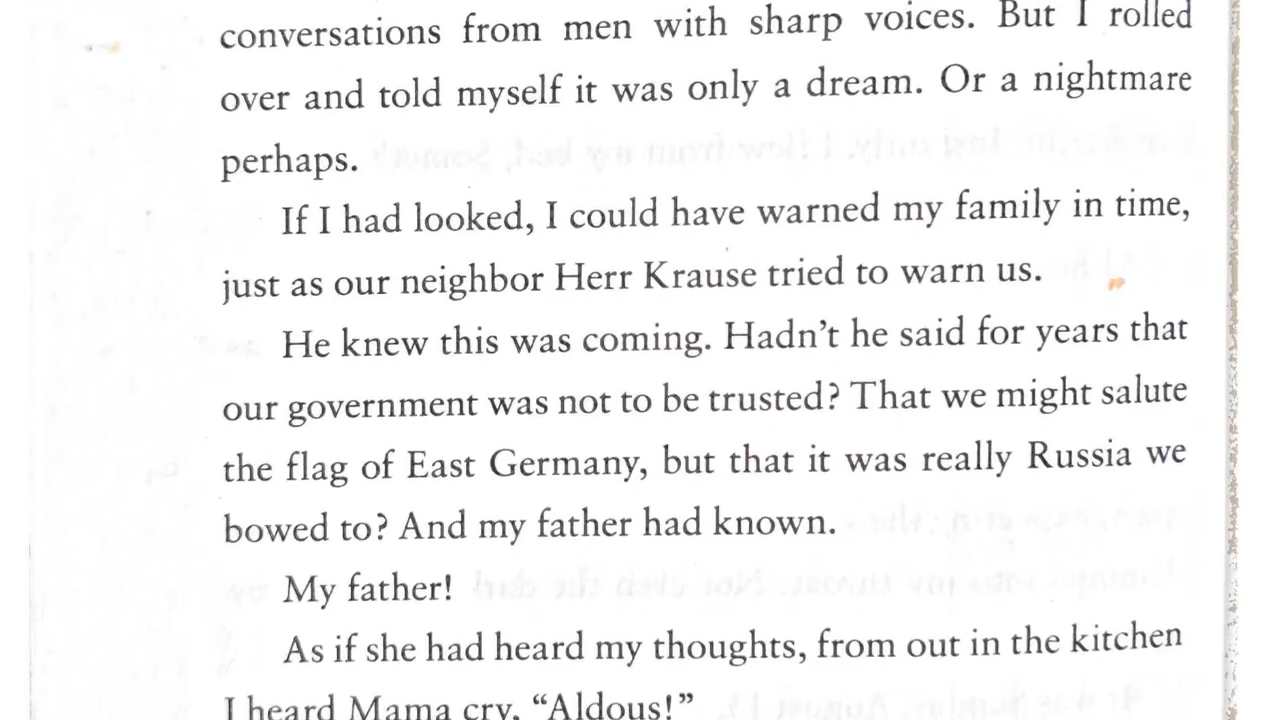 conversations from men with sharp voices. But I rolled
over and told myself it was only a dream. Or a nightmare
perhaps.
If I had looked, I could have warned my family in time,
just as our neighbor Herr Krause tried to warn us.
He knew this was coming. Hadn’t he said for years that
our government was not to be trusted? That we might salute
the flag of East Germany, but that it was really Russia we
bowed to? And my father had known.
My father!
As if she had heard my thoughts, from out in the kitchen
I heard Mama cry, “Aldous!”